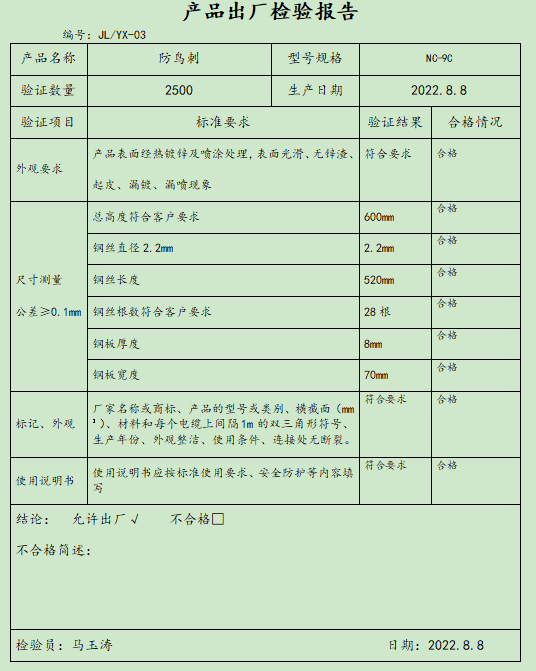 产品出厂检验报告
编号：JL/YX-03
产品名称 防鸟刺 型号规格 NC-9C
验证数量 2500 生产日期 2022.8.8
验证项目 标准要求 验证结果 合格情况
外观要求 产品表面经热镀锌及喷涂处理,表面光滑、无锌渣、 符合要求 合格
起皮、漏镀、漏喷现象
总高度符合客户要求 600mm 合格
钢丝直径2.2mm 2.2mm 合格
尺寸测量 钢丝长度 520mm 合格
公差≥0.1mm 钢丝根数符合客户要求 28根 合格
钢板厚度 8mm 合格
钢板宽度 70mm 合格
标记、外观 厂家名称或商标、产品的型号或类别、横截面（mm 符合要求 合格
²）、材料和每个电缆上间隔1m的双三角形符号、
生产年份、外观整洁、使用条件、连接处无断裂。
使用说明书 使用说明书应按标准使用要求、安全防护等内容填 符合要求 合格
写
结论： 允许出厂√ 不合格□
不合格简述：
检验员：马玉涛 日期：2022.8.8